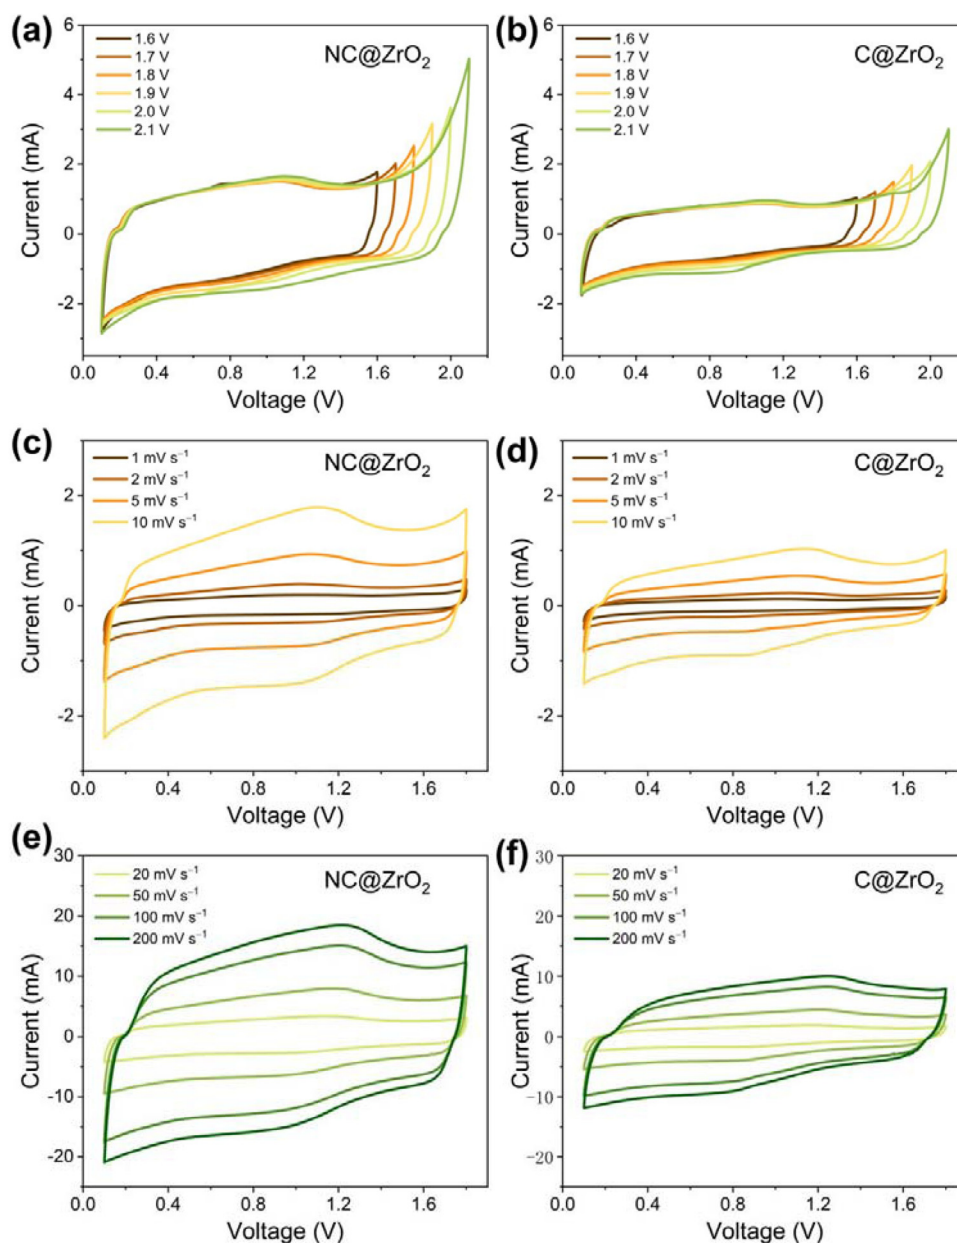 (a)
1.6 V
1.7 V
1.8 V
1.9 V
2.0 V
2.1 V
NC@ZrO₂
6
4
2
0
-2
Current (mA)
0.0 0.4 0.8 1.2 1.6 2.0
Voltage (V)
(b)
1.6 V
1.7 V
1.8 V
1.9 V
2.0 V
2.1 V
C@ZrO₂
6
4
2
0
-2
Current (mA)
0.0 0.4 0.8 1.2 1.6 2.0
Voltage (V)
(c)
1 mV s⁻¹
2 mV s⁻¹
5 mV s⁻¹
10 mV s⁻¹
NC@ZrO₂
2
0
-2
Current (mA)
0.0 0.4 0.8 1.2 1.6
Voltage (V)
(d)
1 mV s⁻¹
2 mV s⁻¹
5 mV s⁻¹
10 mV s⁻¹
C@ZrO₂
2
0
-2
Current (mA)
0.0 0.4 0.8 1.2 1.6
Voltage (V)
(e)
20 mV s⁻¹
50 mV s⁻¹
100 mV s⁻¹
200 mV s⁻¹
NC@ZrO₂
30
20
10
0
-10
-20
Current (mA)
0.0 0.4 0.8 1.2 1.6
Voltage (V)
(f)
20 mV s⁻¹
50 mV s⁻¹
100 mV s⁻¹
200 mV s⁻¹
C@ZrO₂
30
20
10
0
-10
-20
Current (mA)
0.0 0.4 0.8 1.2 1.6
Voltage (V)